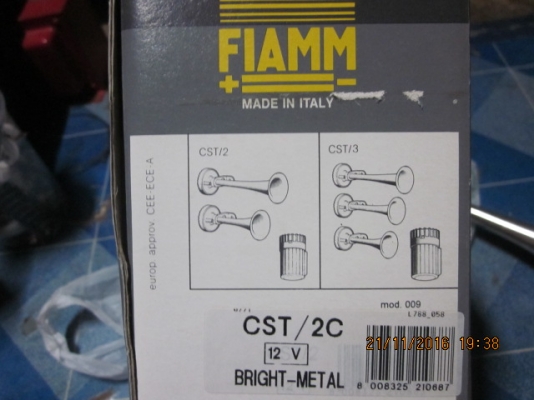 FIAMM
+ -
MADE IN ITALY
europ. approv. CEE-ECE-A
CST/2
CST/3
mod. 009
L788_058
CST/2C
12 V
BRIGHT-METAL
21/11/2016 19:38
8 008325 210687